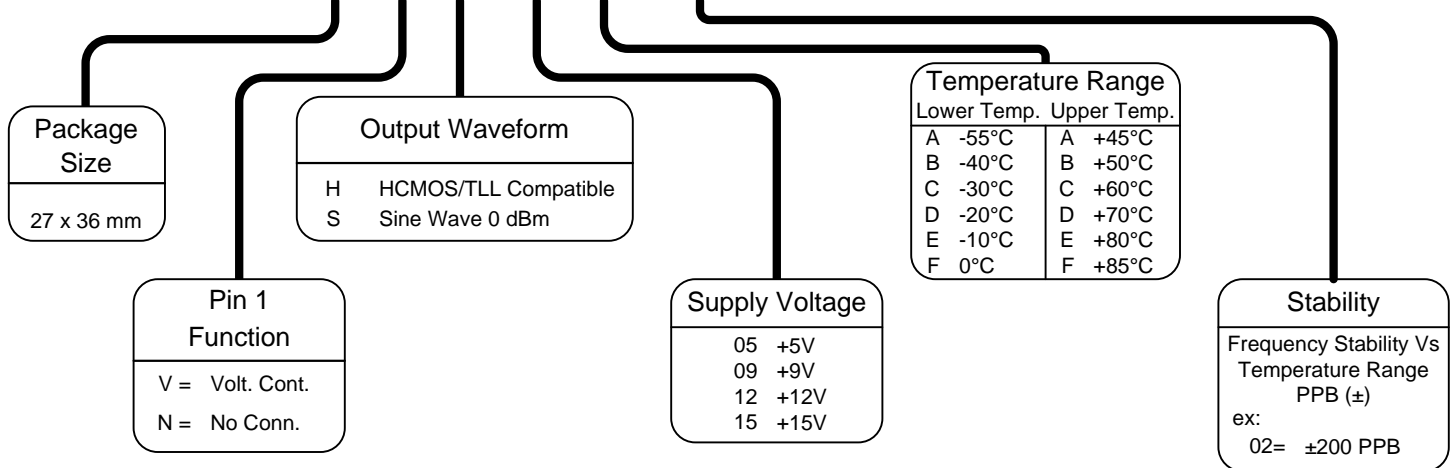 Package
Size
27 x 36 mm
Pin 1
Function
V = Volt. Cont.
N = No Conn.
Output Waveform
H HCMOS/TLL Compatible
S Sine Wave 0 dBm
Supply Voltage
05 +5V
09 +9V
12 +12V
15 +15V
Temperature Range
Lower Temp. Upper Temp.
A -55°C A +45°C
B -40°C B +50°C
C -30°C C +60°C
D -20°C D +70°C
E -10°C E +80°C
F 0°C F +85°C
Stability
Frequency Stability Vs
Temperature Range
PPB (±)
ex:
02= ±200 PPB